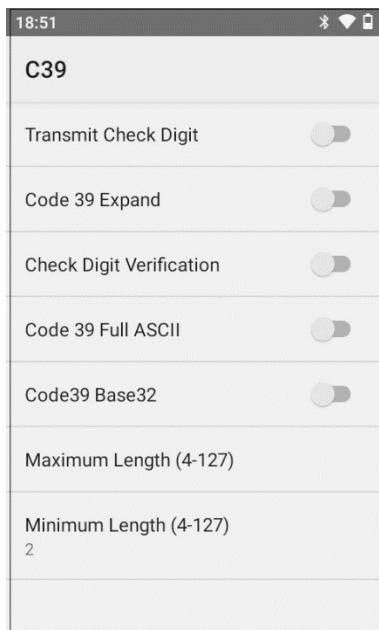 18:51
C39
Transmit Check Digit
Code 39 Expand
Check Digit Verification
Code 39 Full ASCII
Code39 Base32
Maximum Length (4-127)
Minimum Length (4-127)
2